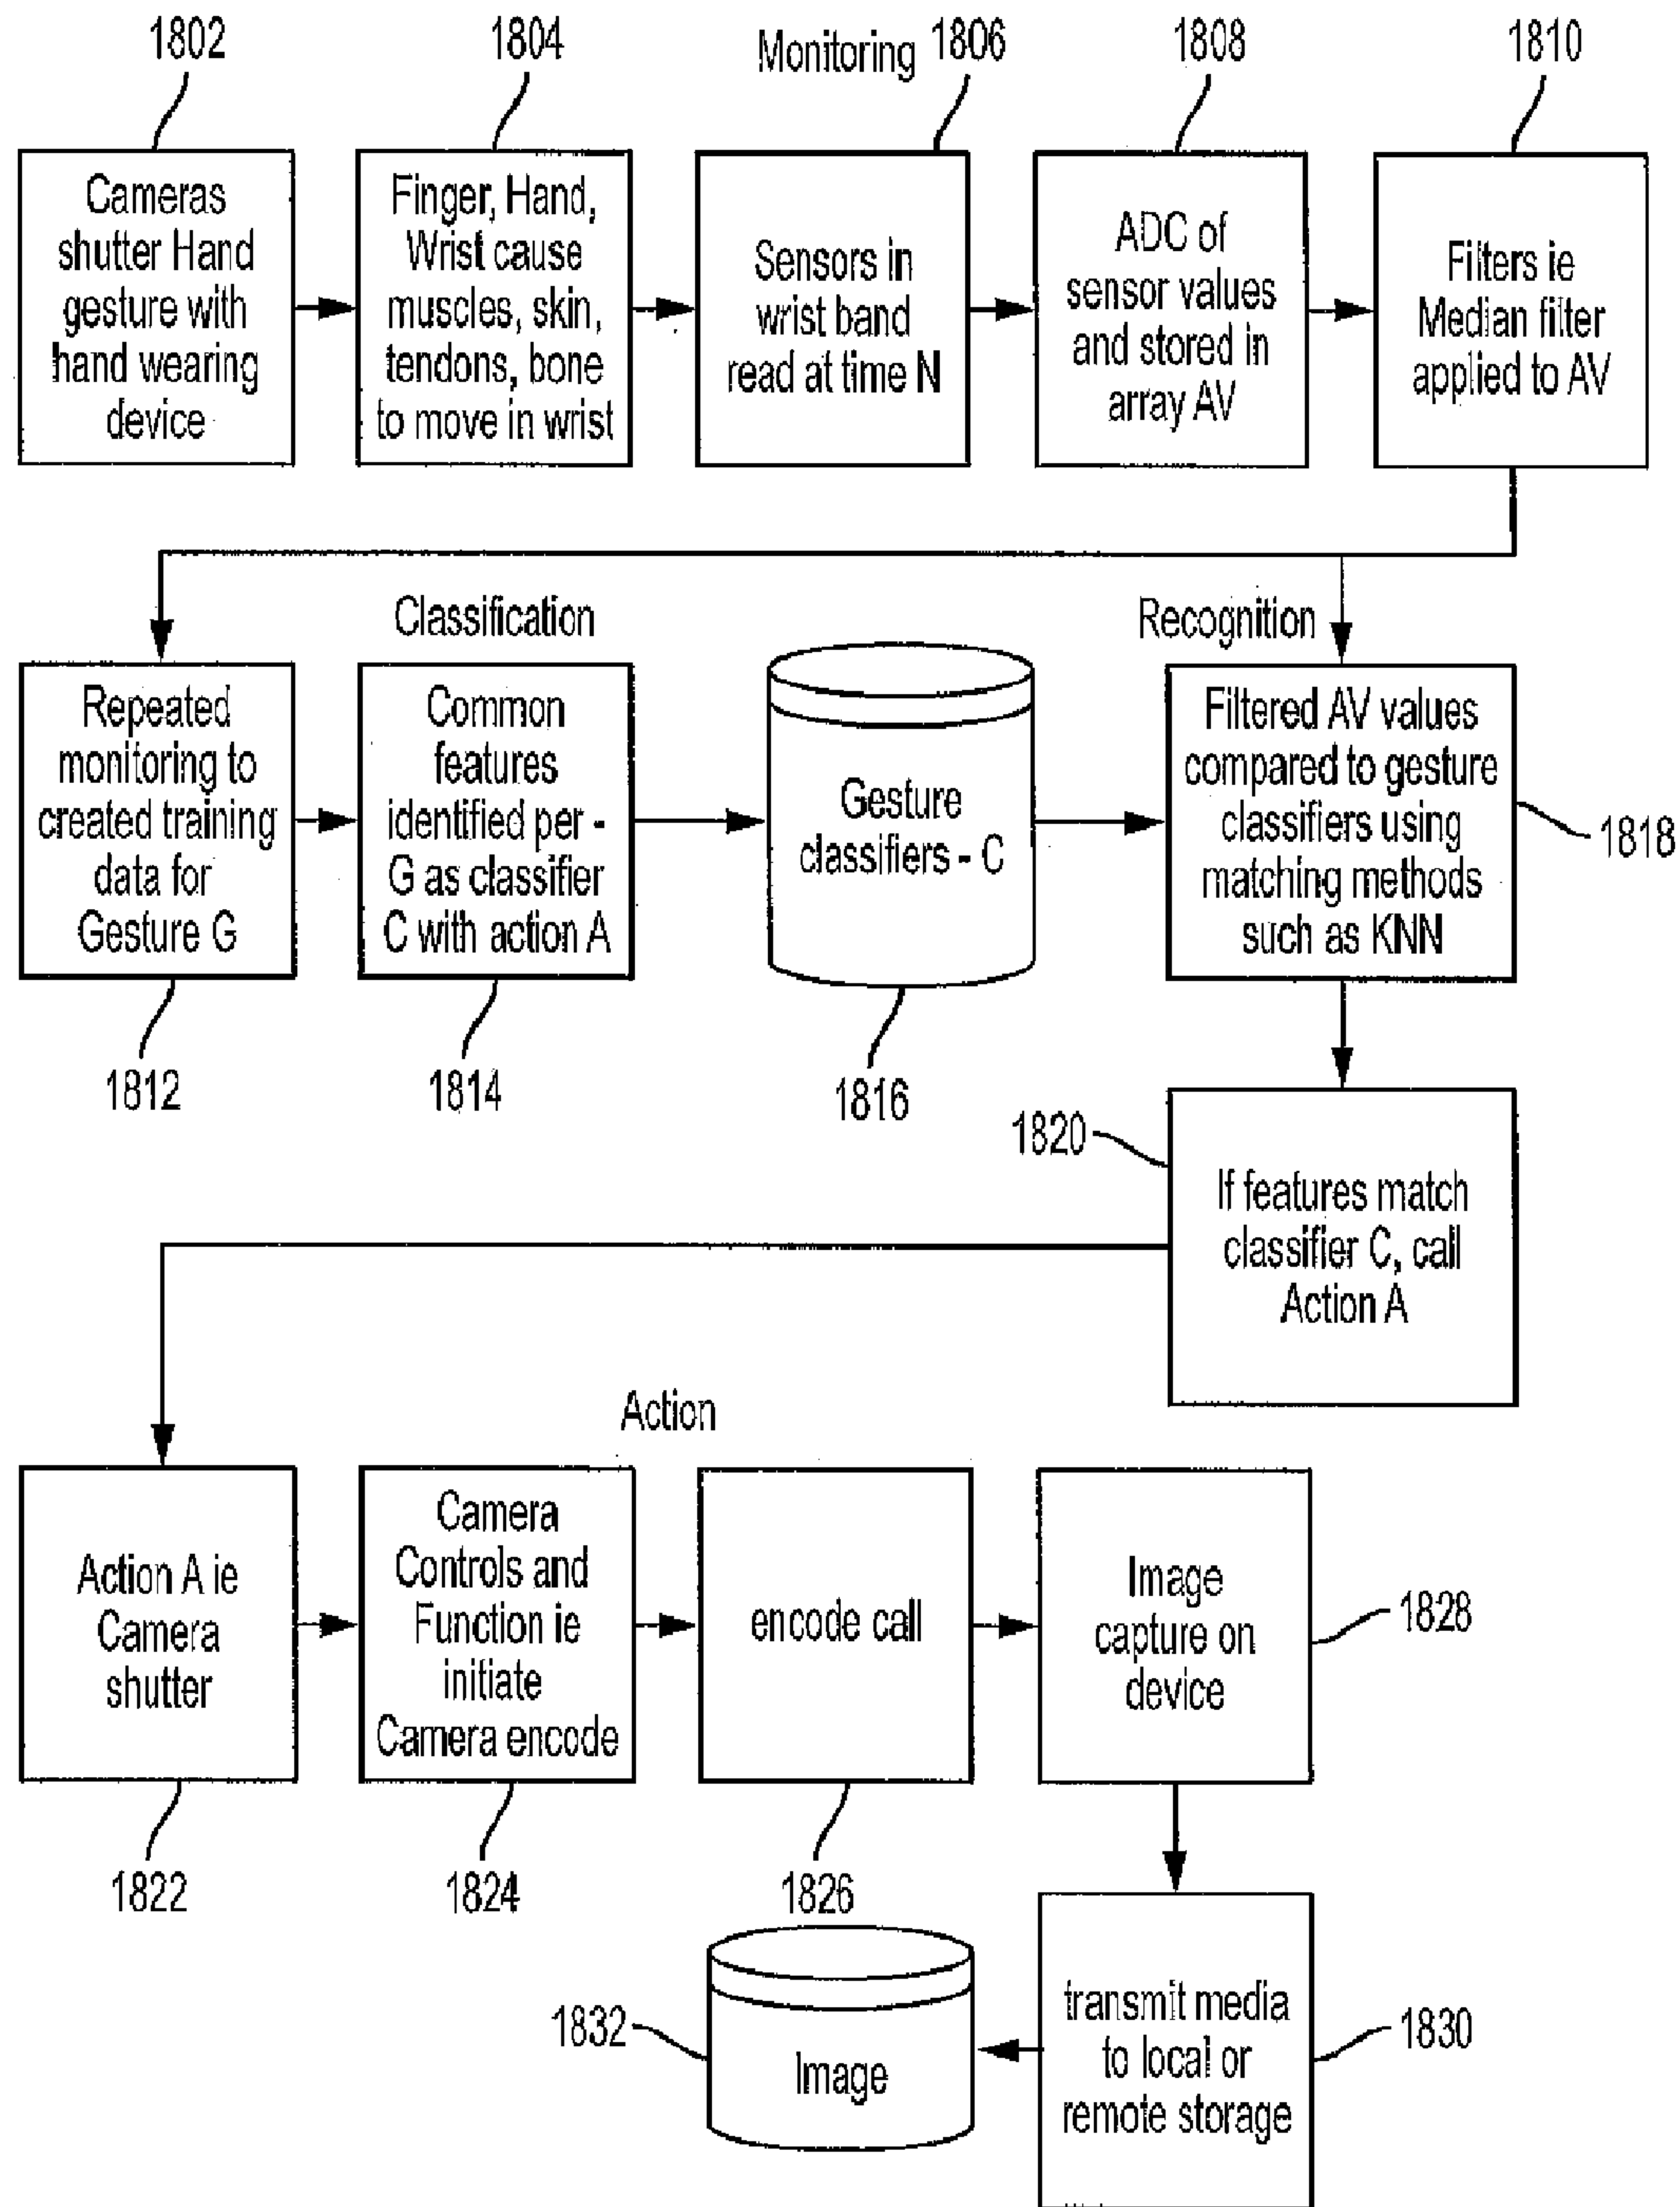 1802
1804
Monitoring
1806
1808
1810
Cameras
shutter Hand
gesture with
hand wearing
device
Finger, Hand,
Wrist cause
muscles, skin,
tendons, bone
to move in wrist
Sensors in
wrist band
read at time N
ADC of
sensor values
and stored in
array AV
Filters ie
Median filter
applied to AV
Classification
Recognition
Repeated
monitoring to
created training
data for
Gesture G
Common
features
identified per -
G as classifier
C with action A
Gesture
classifiers - C
Filtered AV values
compared to gesture
classifiers using
matching methods
such as KNN
1818
1812
1814
1816
1820
If features match
classifier C, call
Action A
Action
Action A ie
Camera
shutter
Camera
Controls and
Function ie
initiate
Camera encode
encode call
Image
capture on
device
1828
1822
1824
1826
1832
Image
transmit media
to local or
remote storage
1830